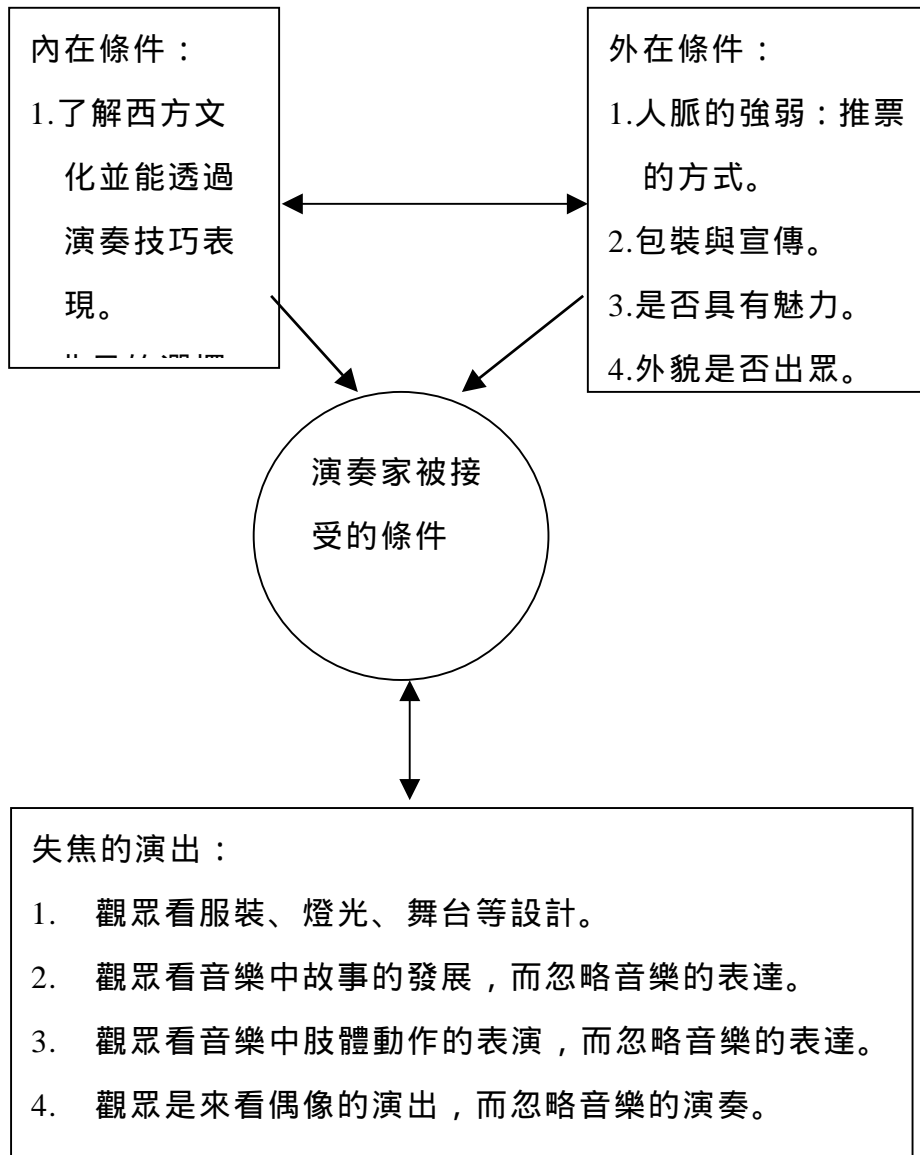 內在條件：
1.了解西方文
化並能透過
演奏技巧表
現。
外在條件：
1.人脈的強弱：推票
的方式。
2.包裝與宣傳。
3.是否具有魅力。
4.外貌是否出眾。
演奏家被接
受的條件
失焦的演出：
1. 觀眾看服裝、燈光、舞台等設計。
2. 觀眾看音樂中故事的發展，而忽略音樂的表達。
3. 觀眾看音樂中肢體動作的表演，而忽略音樂的表達。
4. 觀眾是來看偶像的演出，而忽略音樂的演奏。